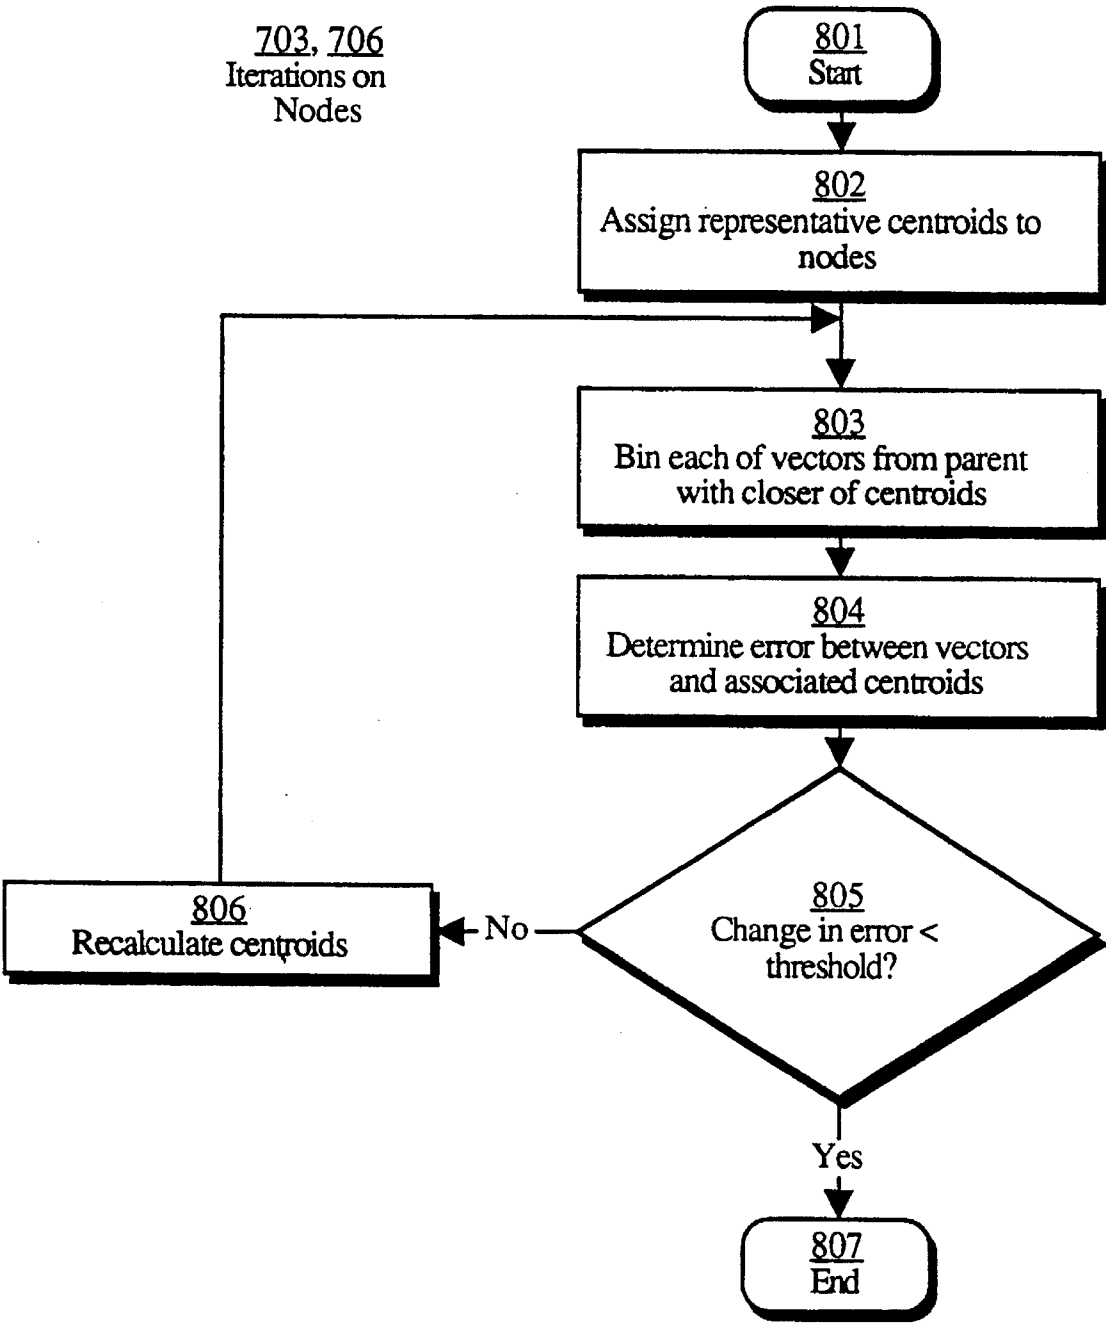 703, 706
Iterations on
Nodes
801
Start
802
Assign representative centroids to
nodes
803
Bin each of vectors from parent
with closer of centroids
804
Determine error between vectors
and associated centroids
805
Change in error <
threshold?
No
806
Recalculate centroids
Yes
807
End